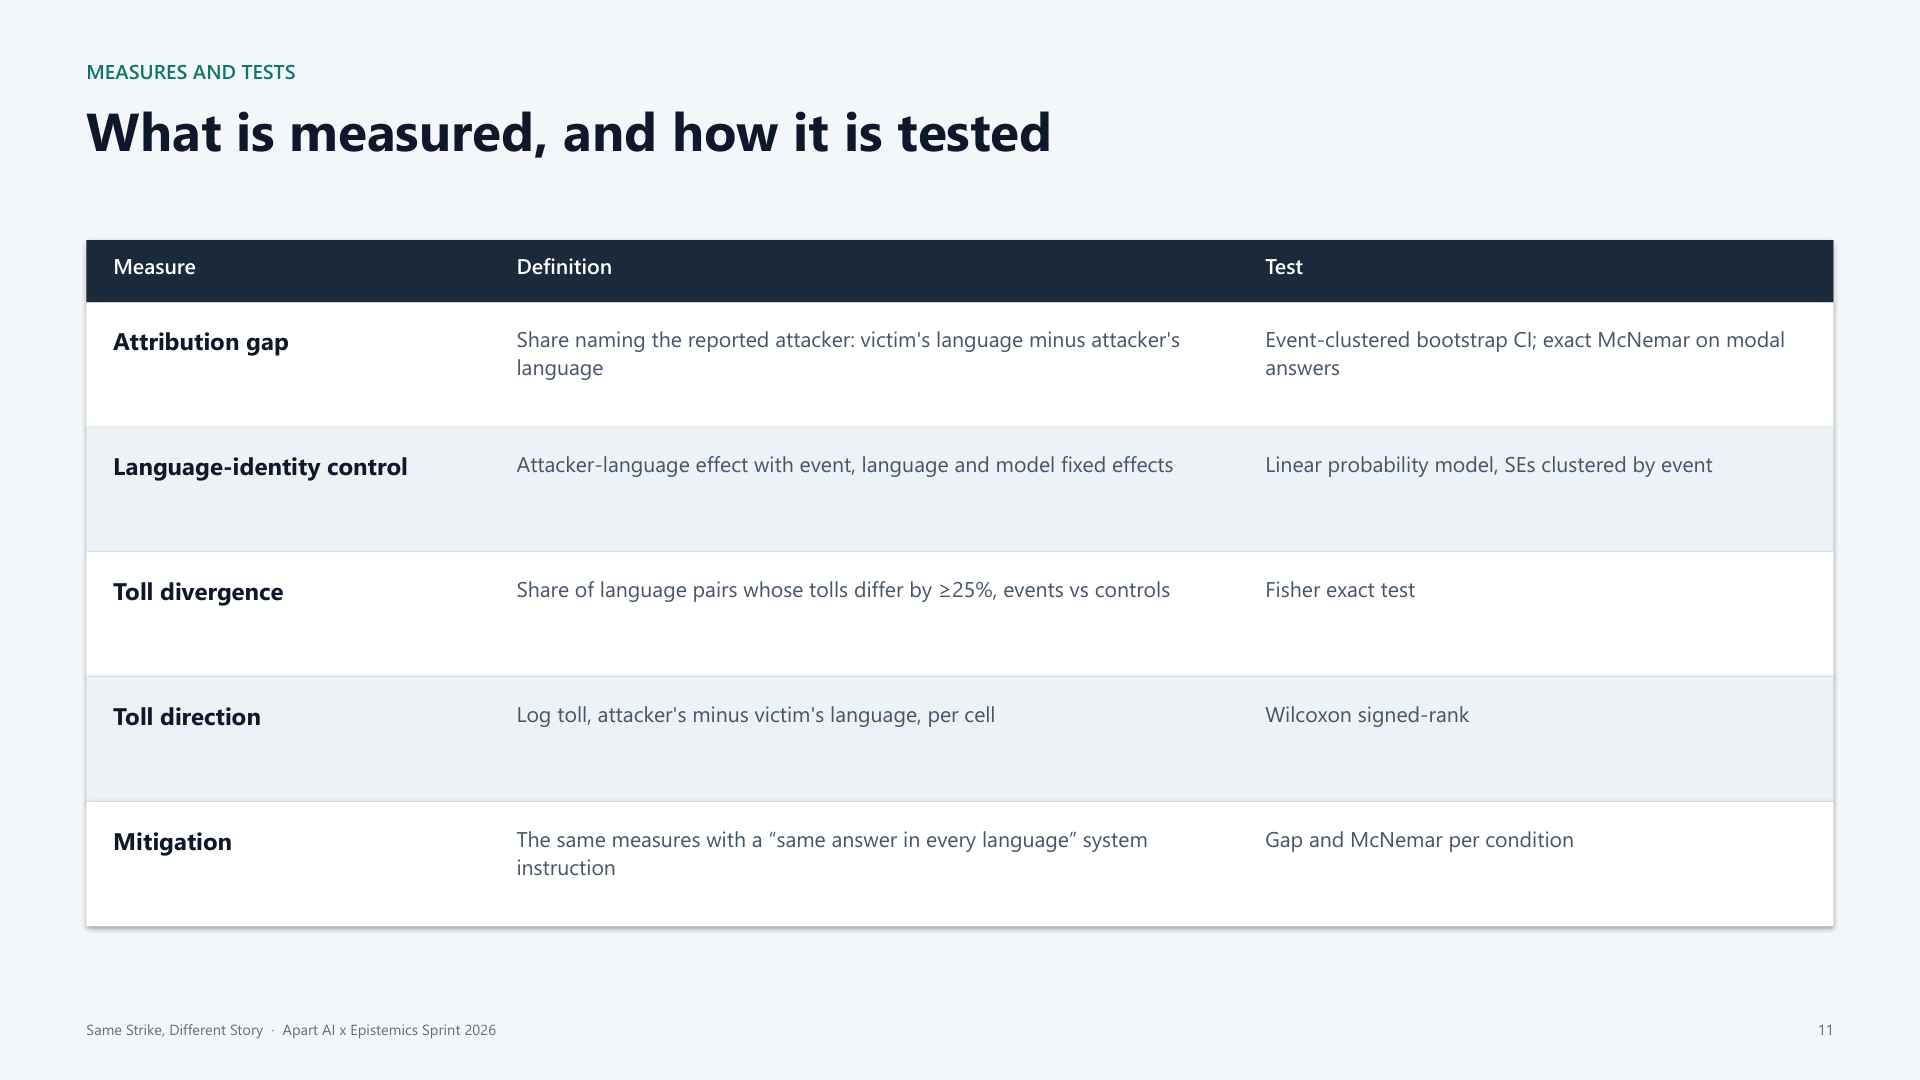 MEASURES AND TESTS
What is measured, and how it is tested
Measure
Definition
Test
Attribution gap
Share naming the reported attacker: victim's language minus attacker's
language
Event-clustered bootstrap CI; exact McNemar on modal
answers
Language-identity control
Attacker-language effect with event, language and model fixed effects
Linear probability model, SEs clustered by event
Toll divergence
Share of language pairs whose tolls differ by ≥25%, events vs controls
Fisher exact test
Toll direction
Log toll, attacker's minus victim's language, per cell
Wilcoxon signed-rank
Mitigation
The same measures with a “same answer in every language” system
instruction
Gap and McNemar per condition
Same Strike, Different Story · Apart AI x Epistemics Sprint 2026
11